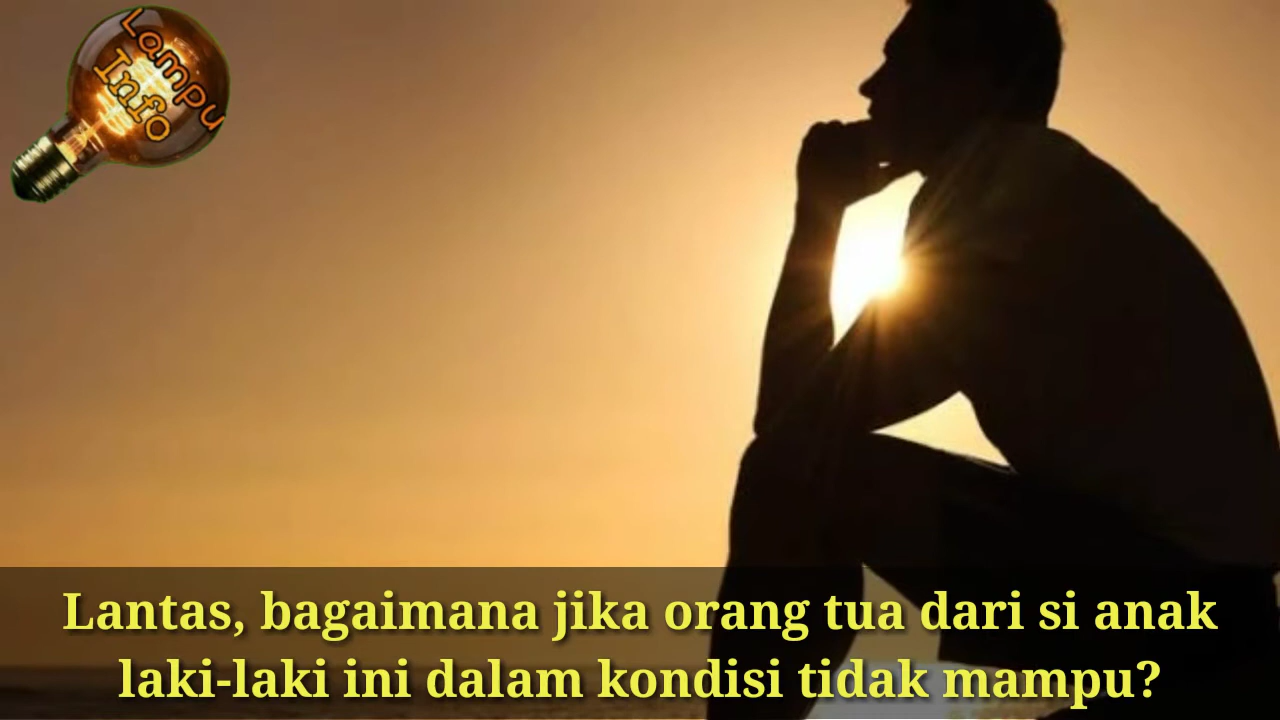 Lampu
Info
Lantas, bagaimana jika orang tua dari si anak
laki-laki ini dalam kondisi tidak mampu?